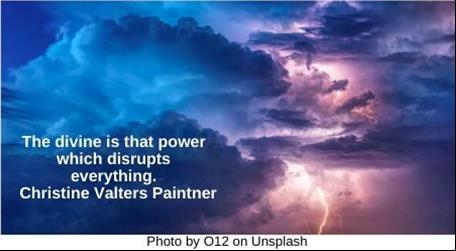 The divine is that power
which disrupts
everything.
Christine Valters Paintner
Photo by O12 on Unsplash